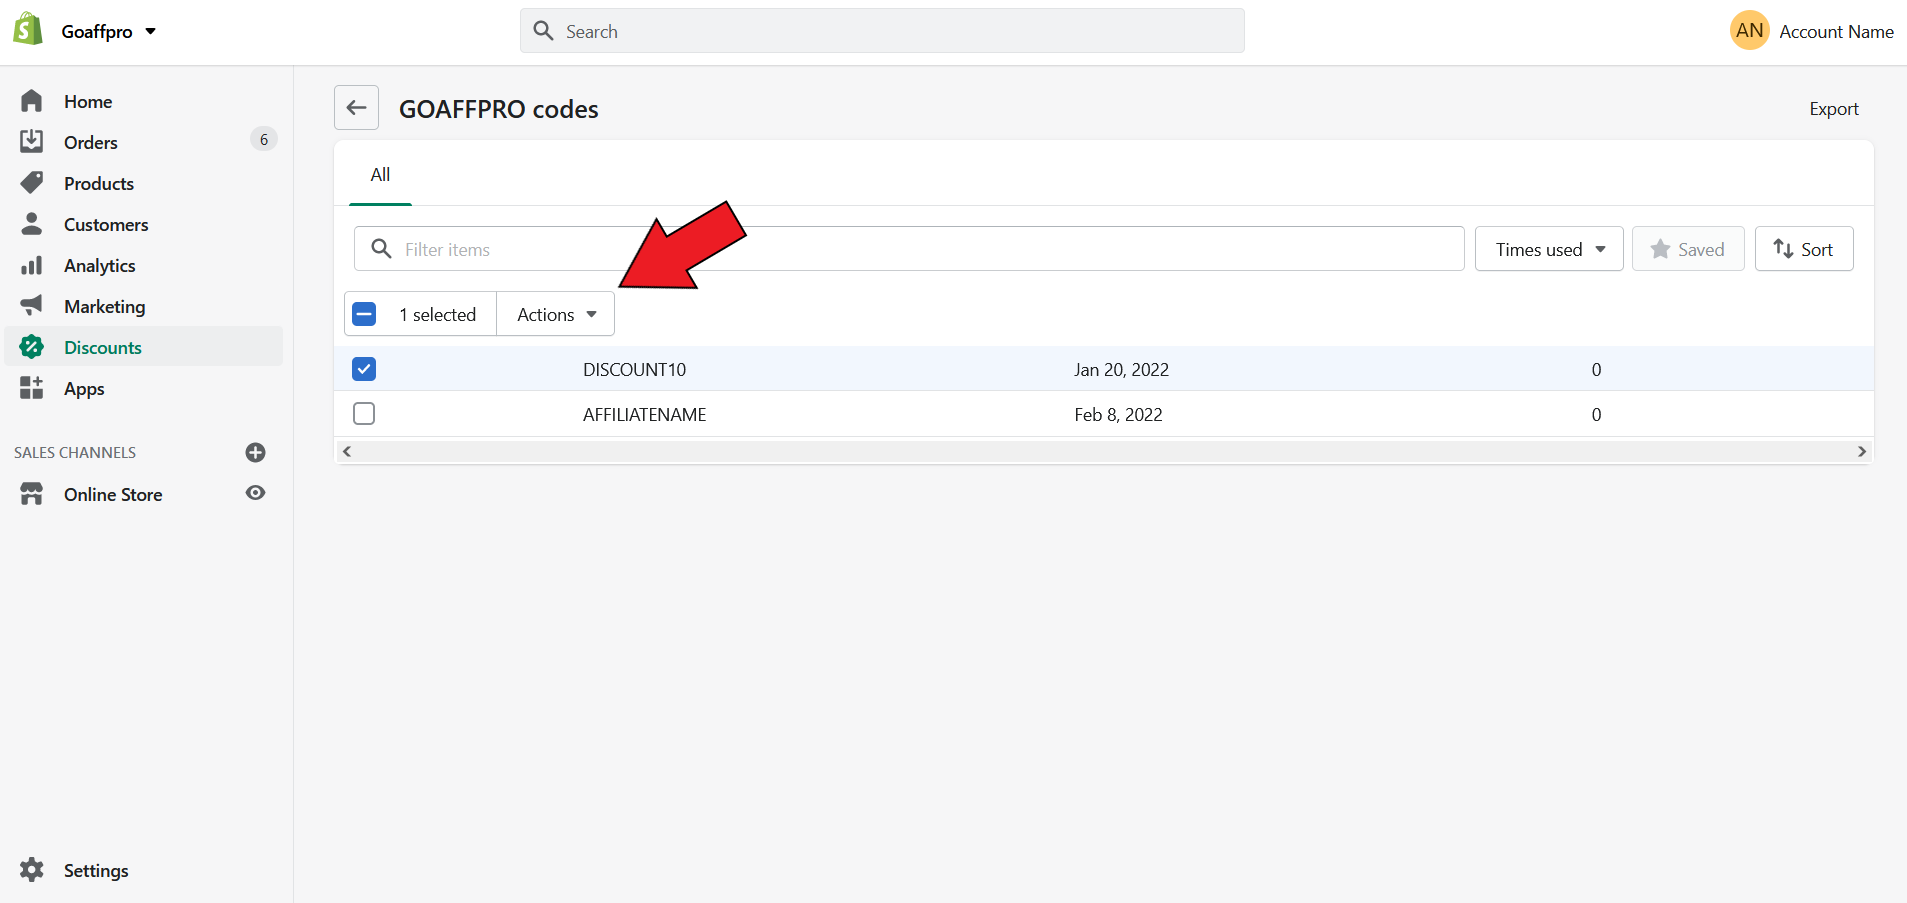 Goaffpro
Search
AN Account Name
Home
Orders 6
Products
Customers
Analytics
Marketing
Discounts
Apps
SALES CHANNELS
Online Store
Settings
GOAFFPRO codes
Export
All
Filter items
Times used
Saved
Sort
1 selected
Actions
DISCOUNT10 Jan 20, 2022 0
AFFILIATENAME Feb 8, 2022 0